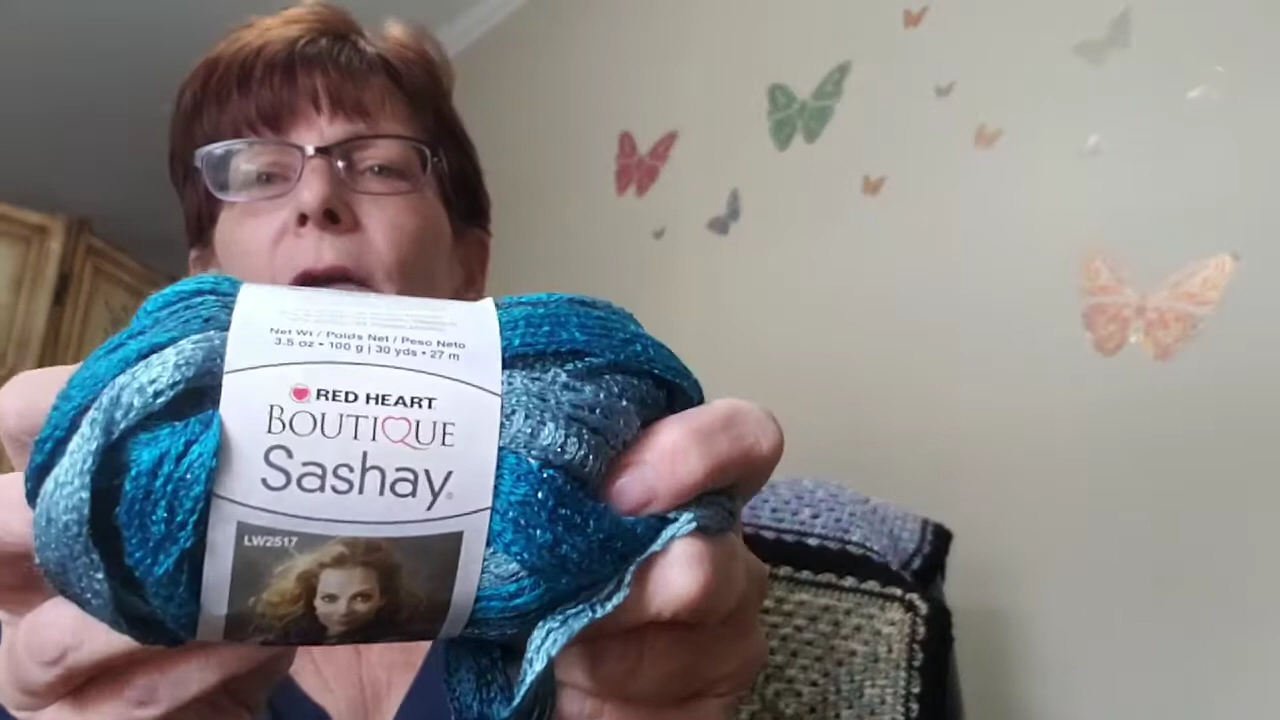 Net Wt / Poids Net / Peso Neto
3.5 oz • 100 g | 30 yds • 27 m
RED HEART
BOUTIQUE
Sashay®
LW2517